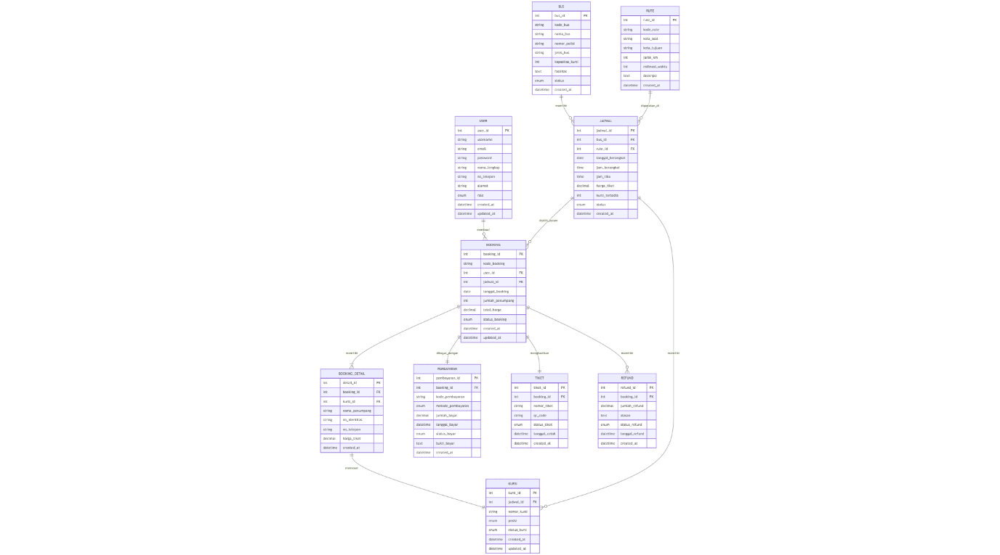 BUS
int bus_id PK
string kode_bus
string nama_bus
string nomor_polisi
string jenis_bus
int kapasitas_kursi
text fasilitas
enum status
datetime created_at
RUTE
int rute_id PK
string kode_rute
string kota_asal
string kota_tujuan
int jarak_km
int estimasi_waktu
text deskripsi
datetime created_at
memiliki
digunakan_di
USER
int user_id PK
string username
string email
string password
string nama_lengkap
string no_telepon
string alamat
enum role
datetime created_at
datetime updated_at
JADWAL
int jadwal_id PK
int bus_id FK
int rute_id FK
date tanggal_berangkat
time jam_berangkat
time jam_tiba
decimal harga_tiket
int kursi_tersedia
enum status
datetime created_at
membuat
dipilih_dalam
BOOKING
int booking_id PK
string kode_booking
int user_id FK
int jadwal_id FK
date tanggal_booking
int jumlah_penumpang
decimal total_harga
enum status_booking
datetime created_at
datetime updated_at
memiliki
dibayar_dengan
menghasilkan
memiliki
memiliki
BOOKING_DETAIL
int detail_id PK
int booking_id FK
int kursi_id FK
string nama_penumpang
string no_identitas
string no_telepon
decimal harga_tiket
datetime created_at
PEMBAYARAN
int pembayaran_id PK
int booking_id FK
string kode_pembayaran
enum metode_pembayaran
decimal jumlah_bayar
datetime tanggal_bayar
enum status_bayar
text bukti_bayar
datetime created_at
TIKET
int tiket_id PK
int booking_id FK
string nomor_tiket
string qr_code
enum status_tiket
datetime tanggal_cetak
datetime created_at
REFUND
int refund_id PK
int booking_id FK
decimal jumlah_refund
text alasan
enum status_refund
datetime tanggal_refund
datetime created_at
KURSI
int kursi_id PK
int jadwal_id FK
string nomor_kursi
enum posisi
enum status_kursi
datetime created_at
datetime updated_at